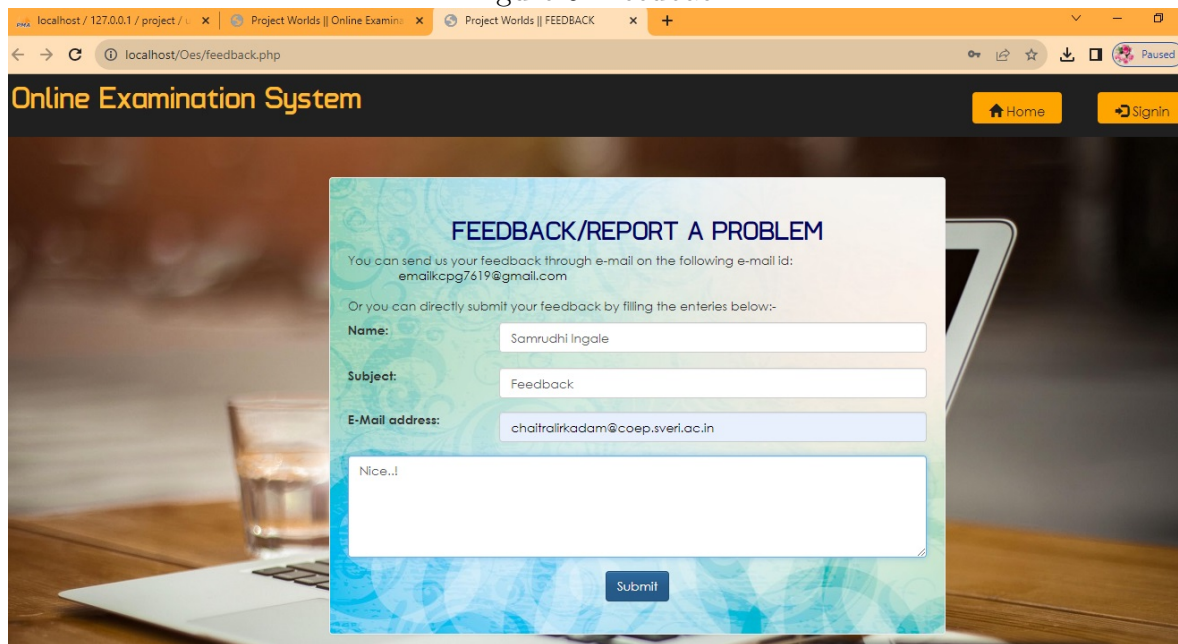 localhost / 127.0.0.1 / project / u
Project Worlds || Online Examina
Project Worlds || FEEDBACK
localhost/Oes/feedback.php
Paused
Online Examination System
Home
Signin
FEEDBACK/REPORT A PROBLEM
You can send us your feedback through e-mail on the following e-mail id:
emailkcpg7619@gmail.com
Or you can directly submit your feedback by filling the enteries below:-
Name:
Samrudhi Ingale
Subject:
Feedback
E-Mail address:
chaitralirkadam@coep.sveri.ac.in
Nice..!
Submit